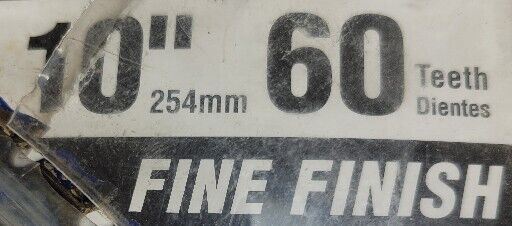 10" 254mm 60 Teeth
Dientes
FINE FINISH